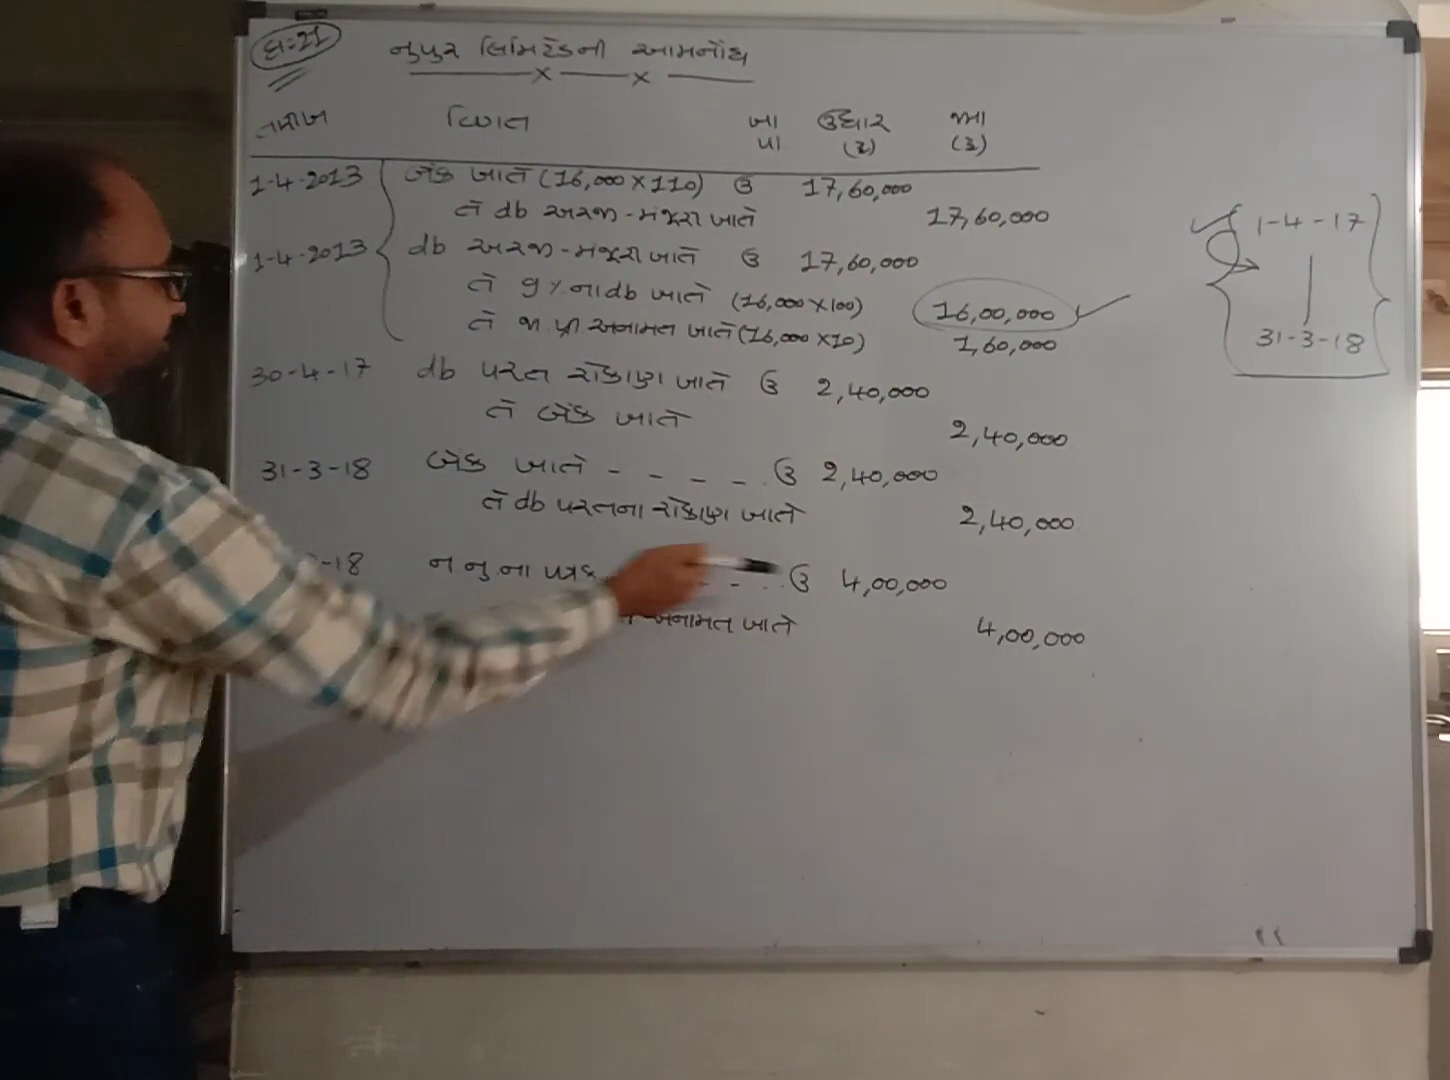 દા=21
નુપુર લિમિટેડની આમનોંધ
તારીખ વિગત ખા ઉધાર જમા
પા (₹) (₹)
1-4-2013 બેંક ખાતે (16,000 × 110) ઉ 17,60,000
તે db અરજી-મંજૂરી ખાતે 17,60,000
1-4-2013 db અરજી-મંજૂરી ખાતે ઉ 17,60,000
તે 9% ના db ખાતે (16,000 × 100) 16,00,000
તે જા.પ્રી અનામત ખાતે (16,000 × 10) 1,60,000
30-4-17 db પરત રોકાણ ખાતે ઉ 2,40,000
તે બેંક ખાતે 2,40,000
31-3-18 બેંક ખાતે - - - - ઉ 2,40,000
તે db પરતના રોકાણ ખાતે 2,40,000
-18 ન.નુ.ના પત્રક - . . ઉ 4,00,000
અનામત ખાતે 4,00,000
1-4-17
31-3-18